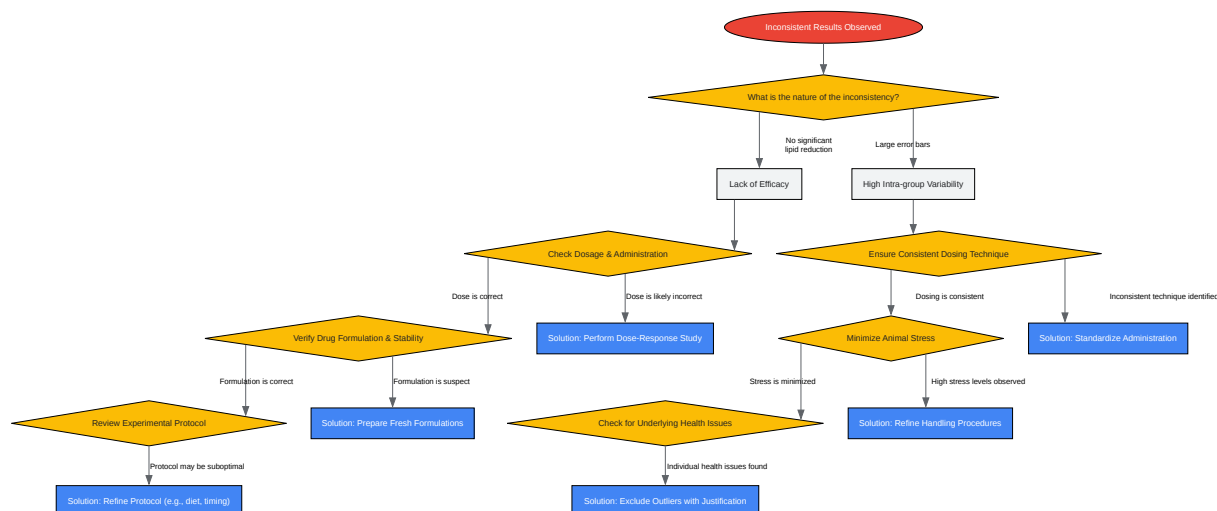 Inconsistent Results Observed
What is the nature of the inconsistency?
No significant
lipid reduction
Large error bars
Lack of Efficacy
High Intra-group Variability
Check Dosage & Administration
Ensure Consistent Dosing Technique
Dose is correct
Dose is likely incorrect
Dosing is consistent
Inconsistent technique identified
Verify Drug Formulation & Stability
Solution: Perform Dose-Response Study
Minimize Animal Stress
Solution: Standardize Administration
Formulation is correct
Formulation is suspect
Stress is minimized
High stress levels observed
Review Experimental Protocol
Solution: Prepare Fresh Formulations
Check for Underlying Health Issues
Solution: Refine Handling Procedures
Protocol may be suboptimal
Individual health issues found
Solution: Refine Protocol (e.g., diet, timing)
Solution: Exclude Outliers with Justification